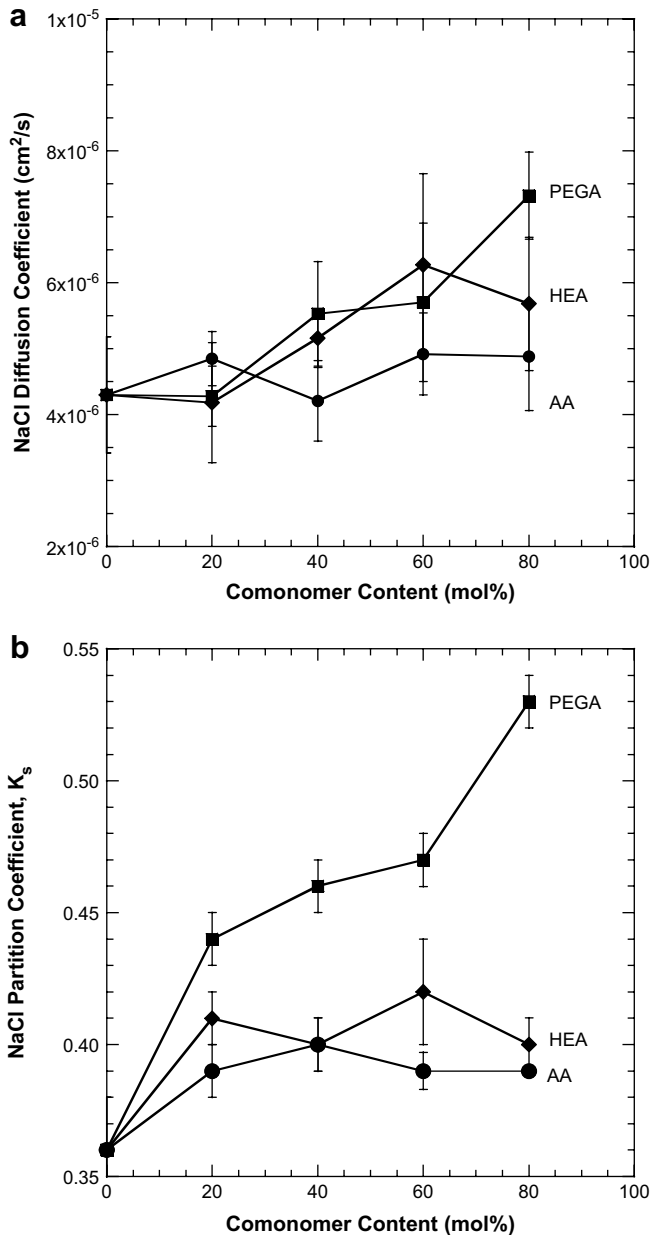 a
1x10⁻⁵
8x10⁻⁶
6x10⁻⁶
4x10⁻⁶
2x10⁻⁶
NaCl Diffusion Coefficient (cm²/s)
PEGA
HEA
AA
0 20 40 60 80 100
Comonomer Content (mol%)
b
0.55
0.50
0.45
0.40
0.35
NaCl Partition Coefficient, Kₛ
PEGA
HEA
AA
0 20 40 60 80 100
Comonomer Content (mol%)